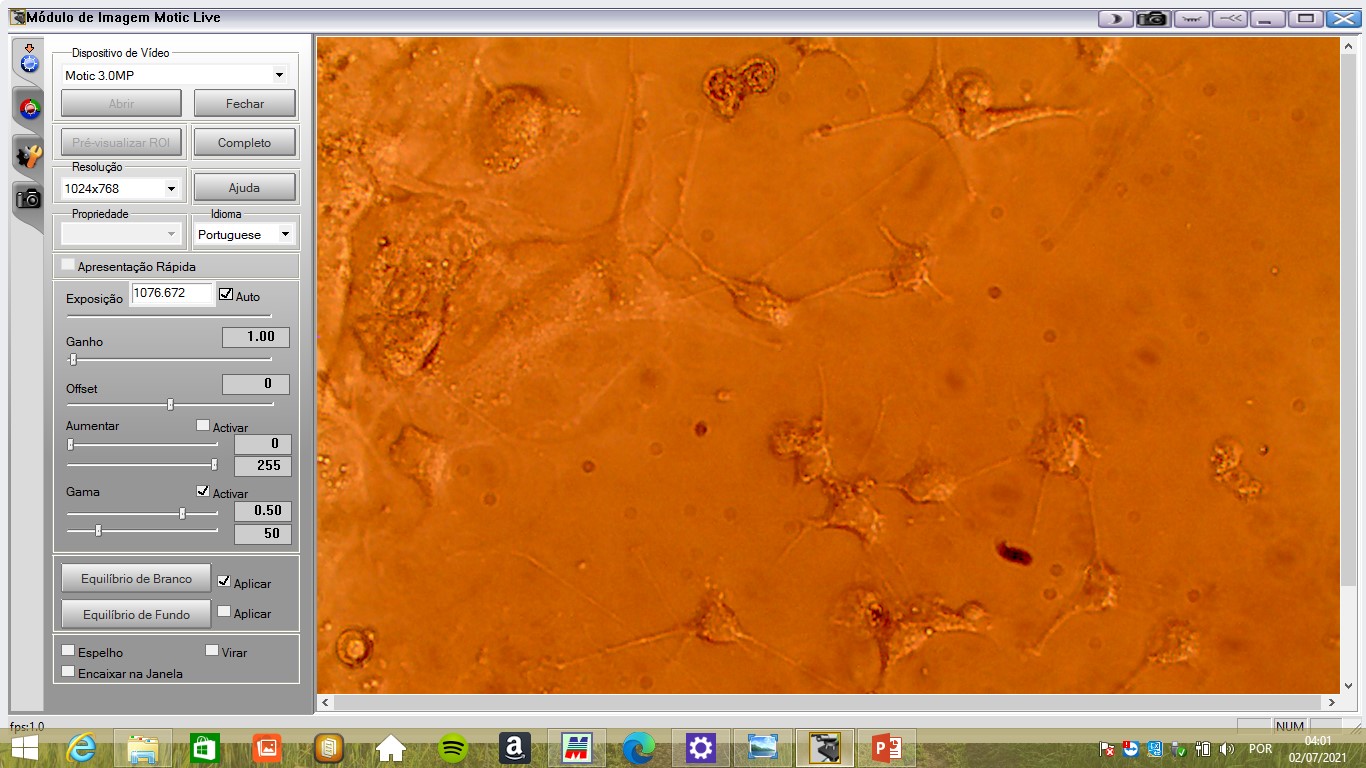 Módulo de Imagem Motic Live
Dispositivo de Vídeo
Motic 3.0MP
Abrir
Fechar
Pré-visualizar ROI
Completo
Resolução
1024x768
Ajuda
Propriedade
Idioma
Portuguese
Apresentação Rápida
Exposição
1076.672
Auto
Ganho
1.00
Offset
0
Aumentar
Activar
0
255
Gama
Activar
0.50
50
Equilíbrio de Branco
Aplicar
Equilíbrio de Fundo
Aplicar
Espelho
Virar
Encaixar na Janela
fps:1.0
NUM
POR
04:01
02/07/2021